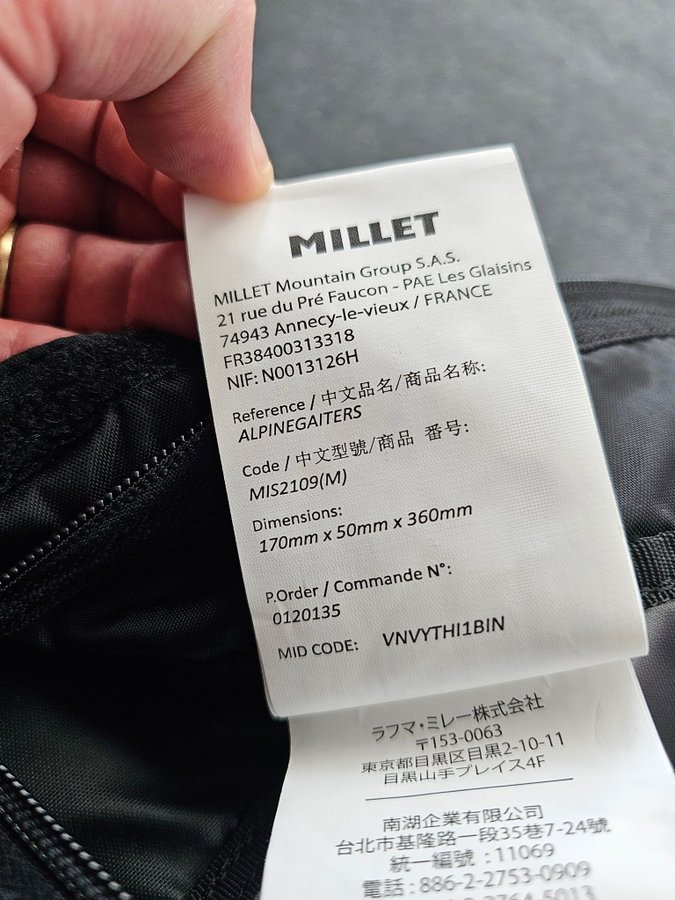 MILLET
MILLET Mountain Group S.A.S.
21 rue du Pré Faucon - PAE Les Glaisins
74943 Annecy-le-vieux / FRANCE
FR38400313318
NIF: N0013126H
Reference / 中文品名/商品名称:
ALPINEGAITERS
Code / 中文型號/商品 番号:
MIS2109(M)
Dimensions:
170mm x 50mm x 360mm
P.Order / Commande N°:
0120135
MID CODE: VNVYTHI1BIN
ラフマ・ミレー株式会社
〒153-0063
東京都目黒区目黒2-10-11
目黒山手プレイス4F
南湖企業有限公司
台北市基隆路一段35巷7-24號
統一編號 : 11069
電話 : 886-2-2753-0909
2764-5013